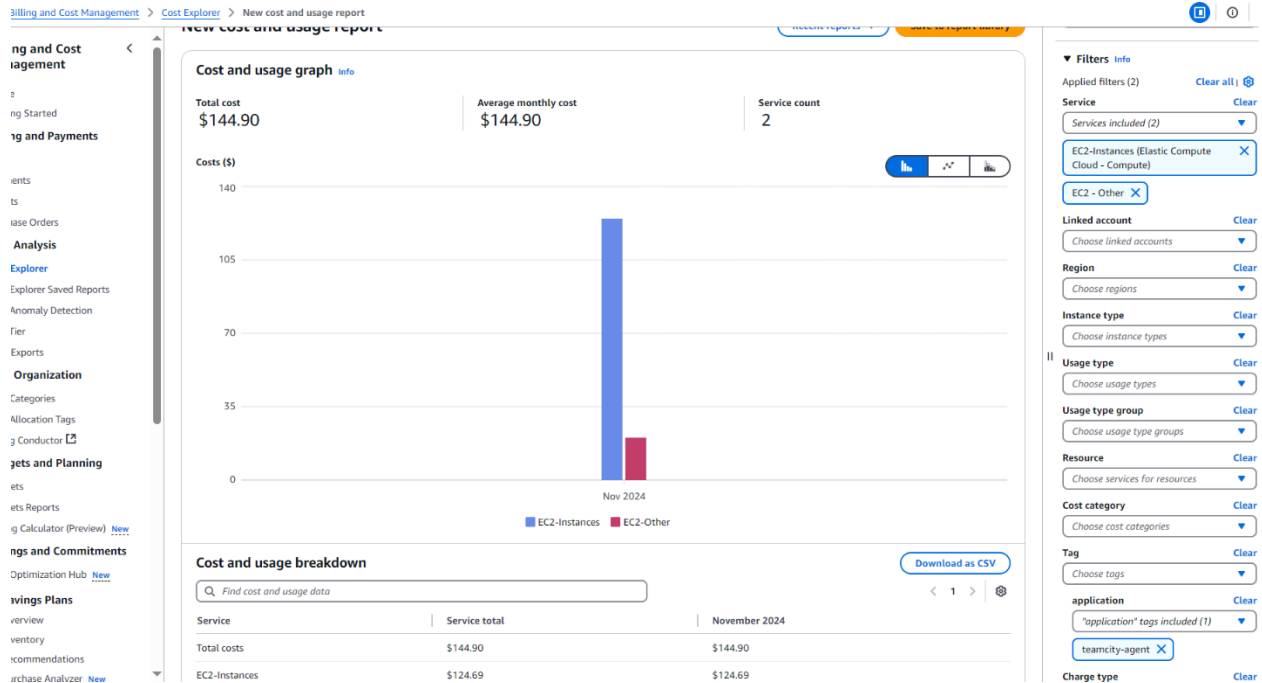 Billing and Cost Management > Cost Explorer > New cost and usage report
New cost and usage report
Recent reports
Save to report library
ng and Cost
nagement
e
ng Started
ng and Payments
ents
ts
ase Orders
Analysis
Explorer
Explorer Saved Reports
Anomaly Detection
Tier
Exports
Organization
Categories
Allocation Tags
g Conductor
gets and Planning
ets
ets Reports
g Calculator (Preview) New
ngs and Commitments
Optimization Hub New
avings Plans
verview
ventory
ecommendations
urchase Analyzer New
Cost and usage graph Info
Total cost
$144.90
Average monthly cost
$144.90
Service count
2
Costs ($)
140
105
70
35
0
Nov 2024
EC2-Instances EC2-Other
Cost and usage breakdown
Download as CSV
Find cost and usage data
1
Service Service total November 2024
Total costs $144.90 $144.90
EC2-Instances $124.69 $124.69
Filters Info
Applied filters (2) Clear all
Service Clear
Services included (2)
EC2-Instances (Elastic Compute
Cloud - Compute)
EC2 - Other
Linked account Clear
Choose linked accounts
Region Clear
Choose regions
Instance type Clear
Choose instance types
Usage type Clear
Choose usage types
Usage type group Clear
Choose usage type groups
Resource Clear
Choose services for resources
Cost category Clear
Choose cost categories
Tag Clear
Choose tags
application Clear
"application" tags included (1)
teamcity-agent
Charge type Clear